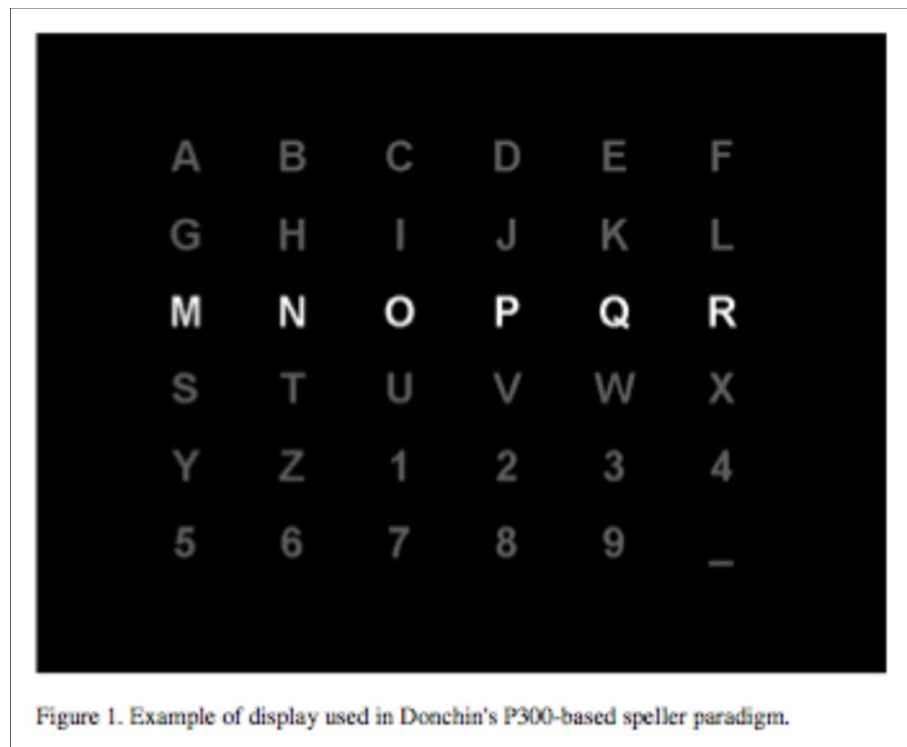 A B C D E F
G H I J K L
M N O P Q R
S T U V W X
Y Z 1 2 3 4
5 6 7 8 9 _
Figure 1. Example of display used in Donchin's P300-based speller paradigm.